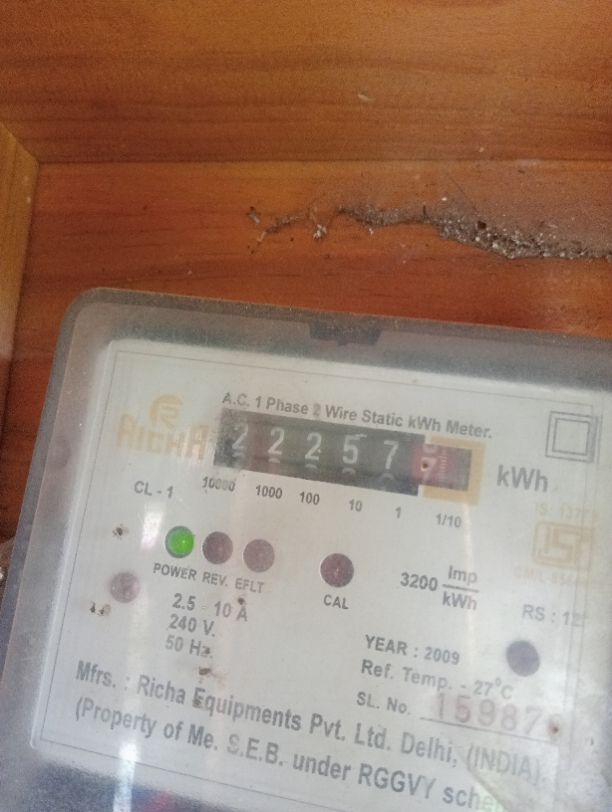 A.C. 1 Phase 2 Wire Static kWh Meter.
RICHA
2 2 2 5 7
kWh
CL - 1
10000 1000 100 10 1 1/10
POWER REV. EFLT
CAL
3200 Imp/kWh
2.5 - 10 A
240 V.
50 Hz.
RS :
YEAR : 2009
Ref. Temp. - 27°C
SL. No.
Mfrs. : Richa Equipments Pvt. Ltd. Delhi, (INDIA).
(Property of Me. S.E.B. under RGGVY